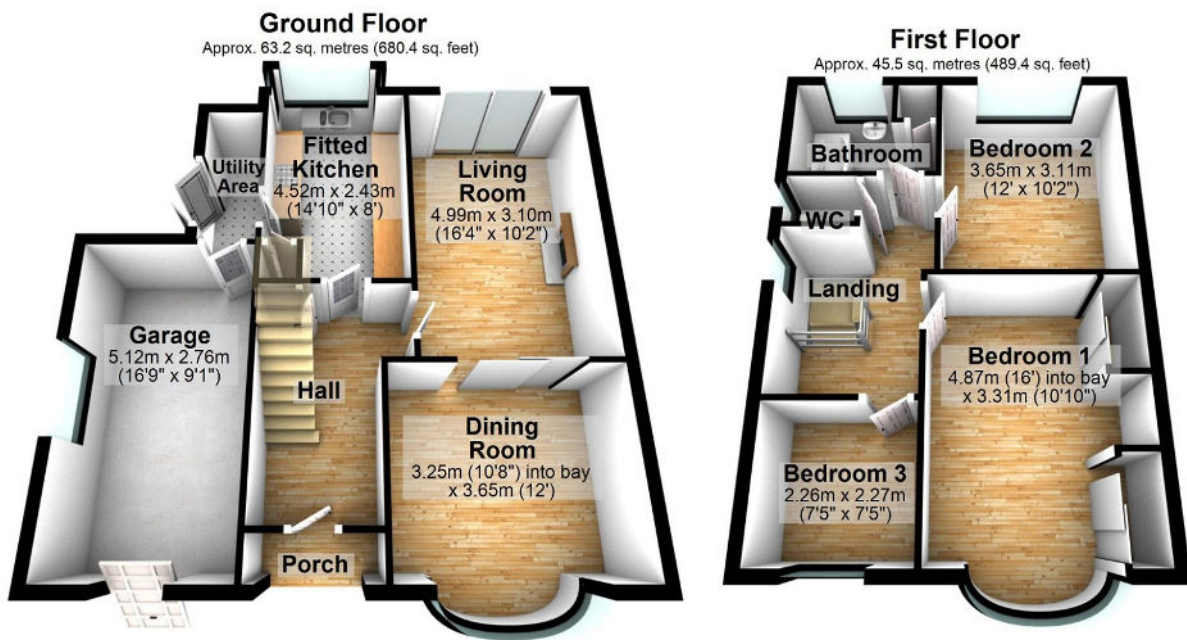 Ground Floor
Approx. 63.2 sq. metres (680.4 sq. feet)
Utility
Area
Fitted
Kitchen
4.52m x 2.43m
(14'10" x 8')
Living
Room
4.99m x 3.10m
(16'4" x 10'2")
Garage
5.12m x 2.76m
(16'9" x 9'1")
Hall
Dining
Room
3.25m (10'8") into bay
x 3.65m (12')
Porch
First Floor
Approx. 45.5 sq. metres (489.4 sq. feet)
Bathroom
Bedroom 2
3.65m x 3.11m
(12' x 10'2")
WC
Landing
Bedroom 1
4.87m (16') into bay
x 3.31m (10'10")
Bedroom 3
2.26m x 2.27m
(7'5" x 7'5")